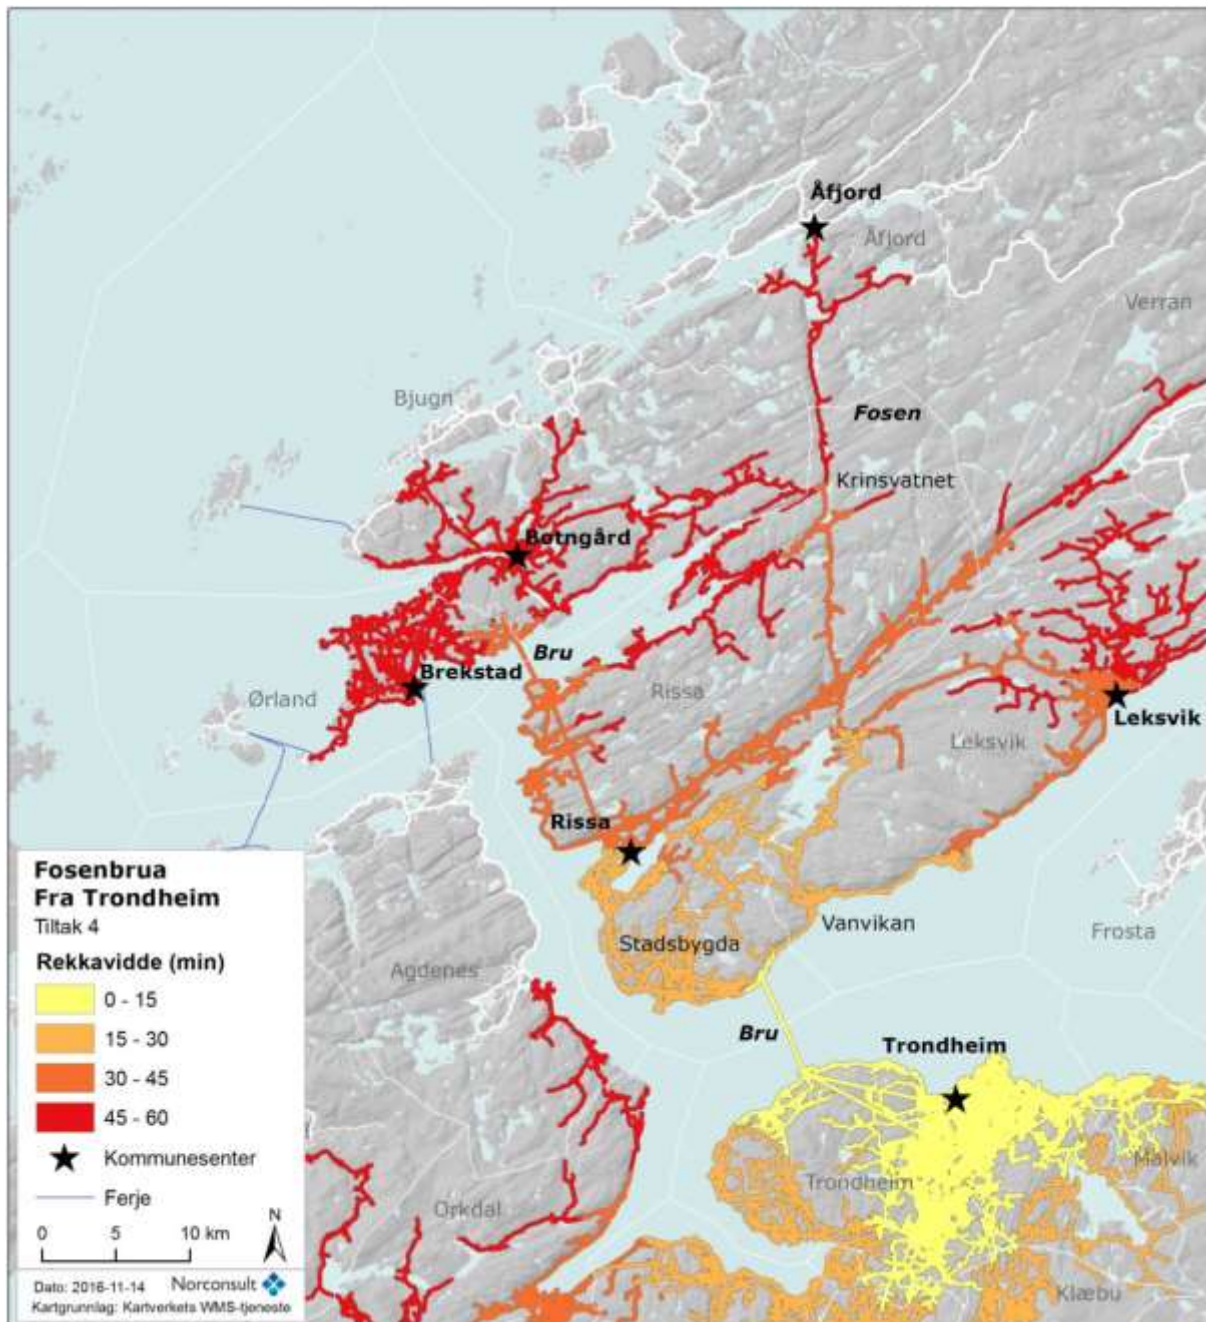 Åfjord
Åfjord
Verran
Bjugn
Fosen
Krinsvatnet
Botngård
Bru
Brekstad
Rissa
Ørland
Leksvik
Leksvik
Rissa
Vanvikan
Stadsbygda
Frosta
Agdenes
Bru
Trondheim
Malvik
Trondheim
Orkdal
Klæbu
Fosenbrua
Fra Trondheim
Tiltak 4
Rekkavidde (min)
0 - 15
15 - 30
30 - 45
45 - 60
Kommunesenter
Ferje
N
0 5 10 km
Dato: 2016-11-14 Norconsult
Kartgrunnlag: Kartverkets WMS-tjeneste